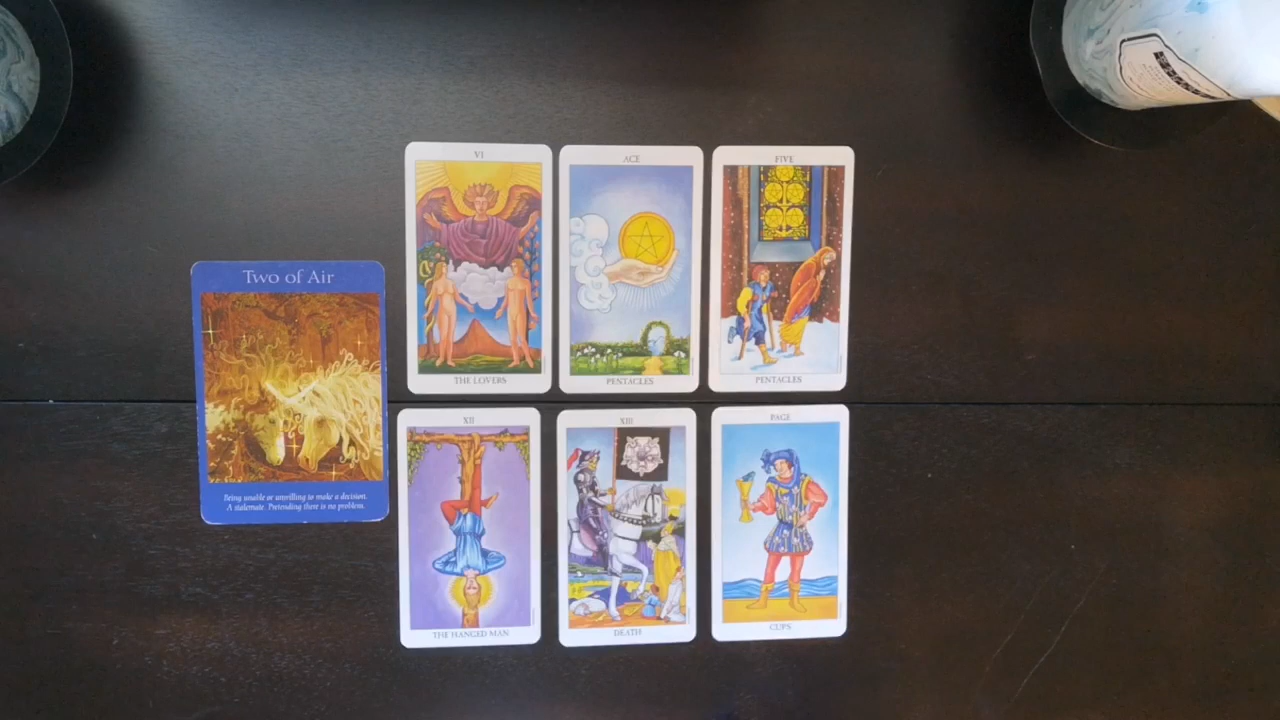 Two of Air
Being unable or unwilling to make a decision.
A stalemate. Pretending there is no problem.
VI
THE LOVERS
ACE
PENTACLES
FIVE
PENTACLES
XII
THE HANGED MAN
XIII
DEATH
PAGE
CUPS